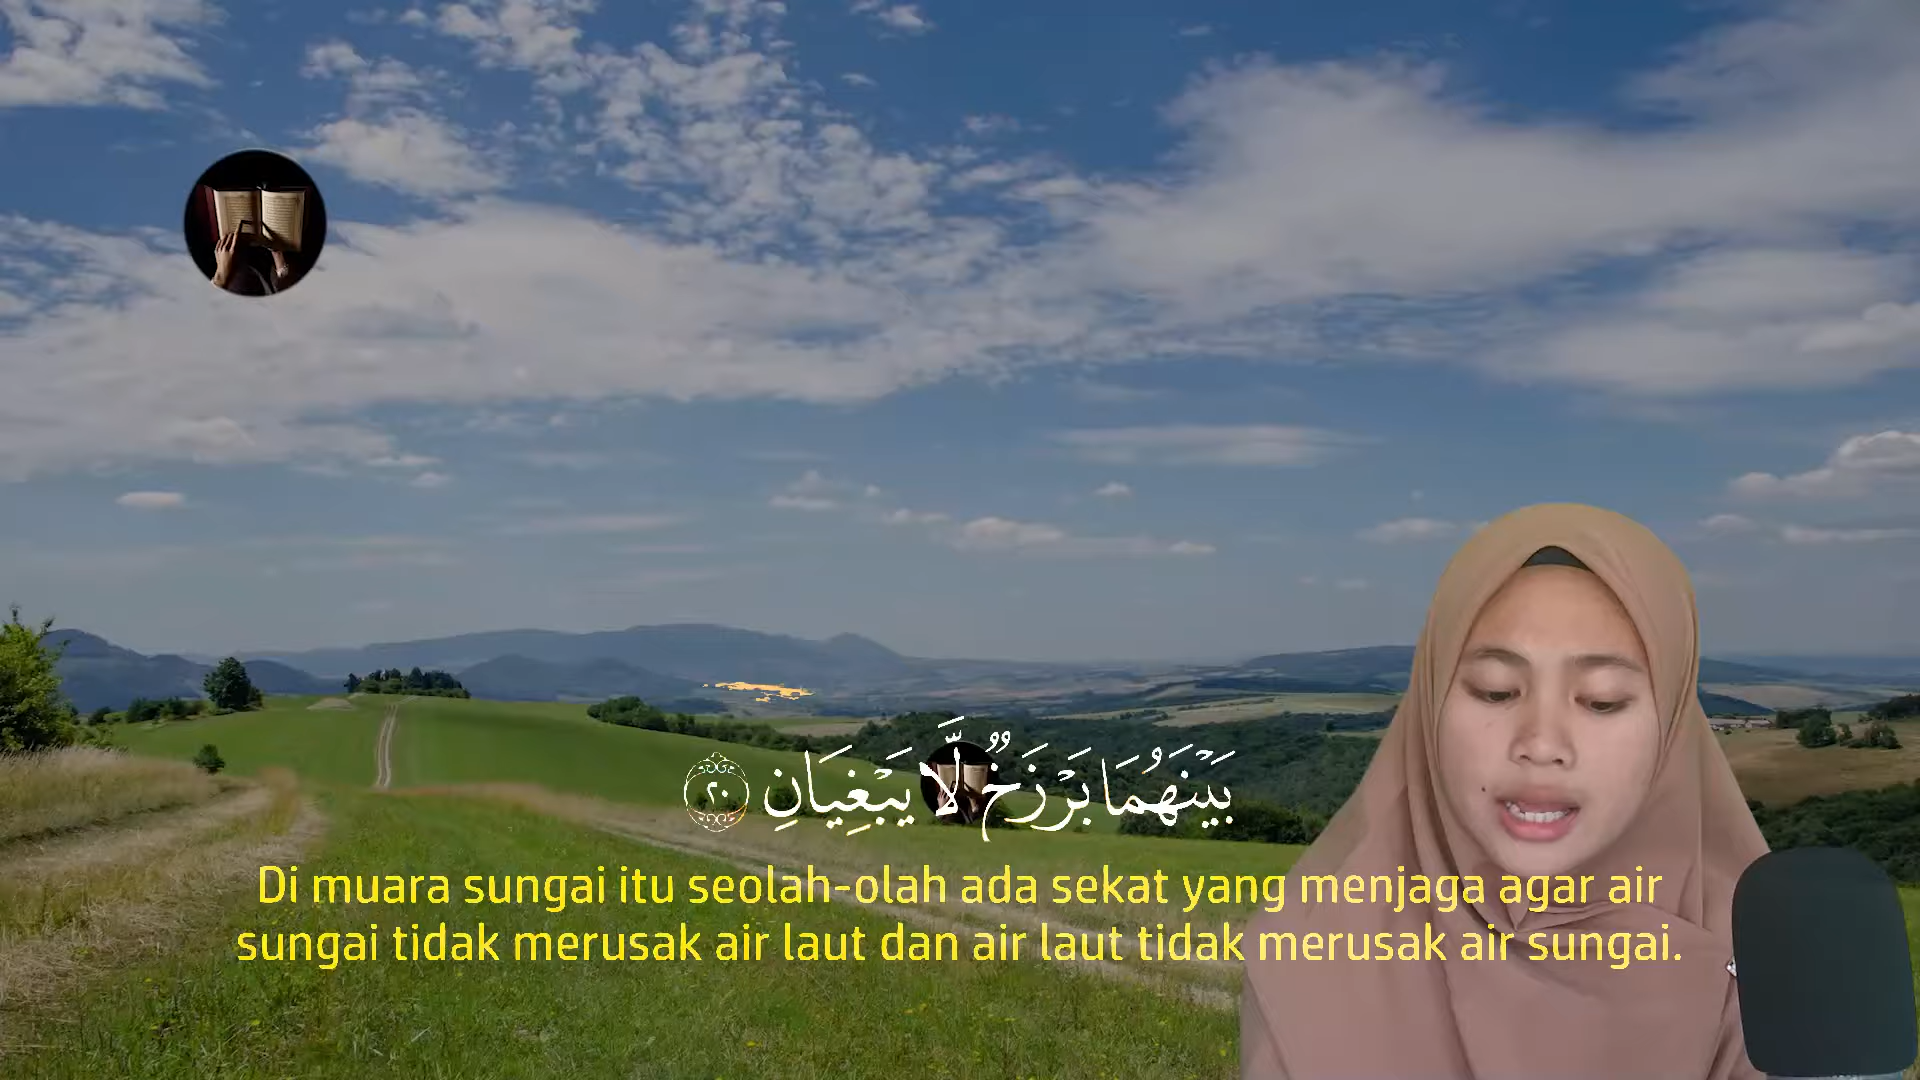 بَيْنَهُمَا بَرْزَخٌ لَّا يَبْغِيَانِ ٢٠
Di muara sungai itu seolah-olah ada sekat yang menjaga agar air
sungai tidak merusak air laut dan air laut tidak merusak air sungai.